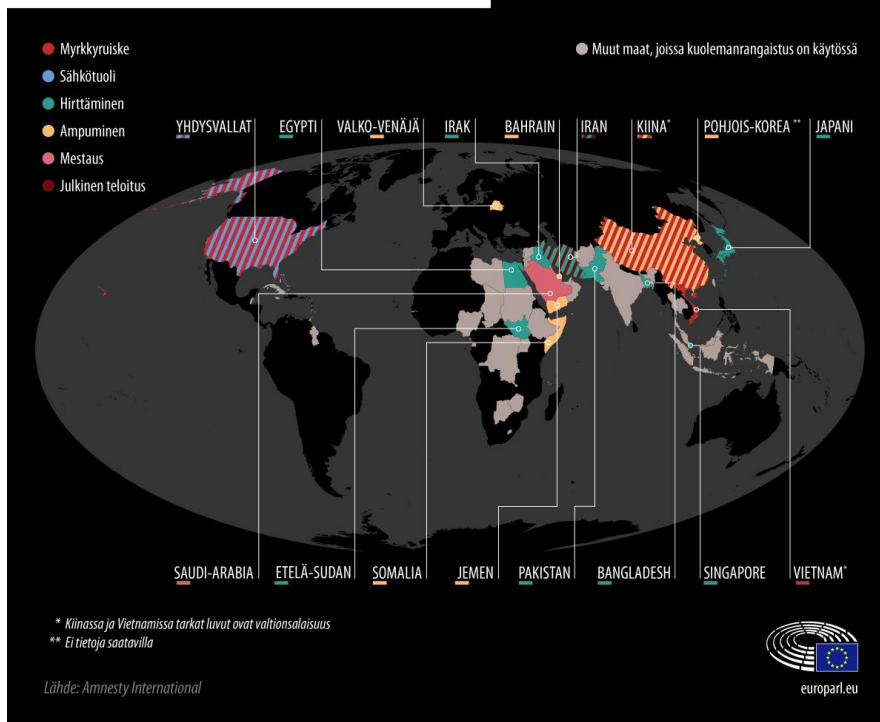 Myrkkyruiske
Sähkötuoli
Hirttäminen
Ampuminen
Mestaus
Julkinen teloitus
Muut maat, joissa kuolemanrangaistus on käytössä
YHDYSVALLAT
EGYPTI
VALKO-VENÄJÄ
IRAK
BAHRAIN
IRAN
KIINA*
POHJOIS-KOREA **
JAPANI
SAUDI-ARABIA
ETELÄ-SUDAN
SOMALIA
JEMEN
PAKISTAN
BANGLADESH
SINGAPORE
VIETNAM*
* Kiinassa ja Vietnamissa tarkat luvut ovat valtionsalaisuus
** Ei tietoja saatavilla
Lähde: Amnesty International
europarl.eu